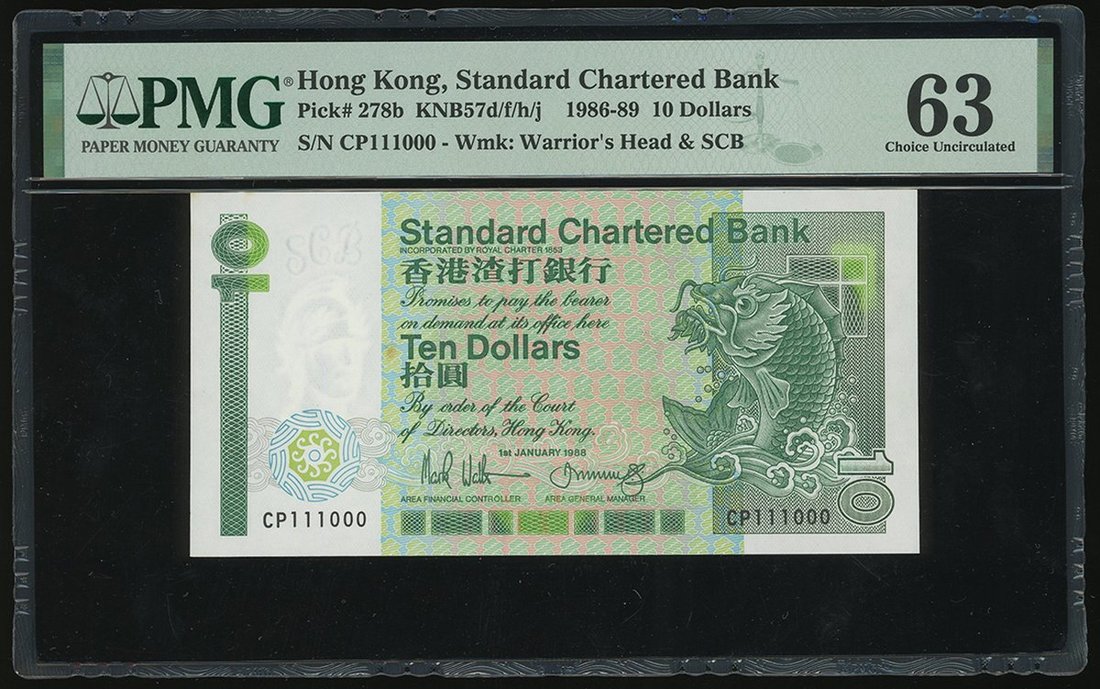 PMG®
PAPER MONEY GUARANTY
Hong Kong, Standard Chartered Bank
Pick# 278b KNB57d/f/h/j 1986-89 10 Dollars
S/N CP111000 - Wmk: Warrior's Head & SCB
63
Choice Uncirculated
10
SCB
Standard Chartered Bank
INCORPORATED BY ROYAL CHARTER 1853
香港渣打銀行
Promises to pay the bearer
on demand at its office here
Ten Dollars
拾圓
By order of the Court
of Directors, Hong Kong.
1st JANUARY 1988
AREA FINANCIAL CONTROLLER AREA GENERAL MANAGER
CP111000 CP111000
10